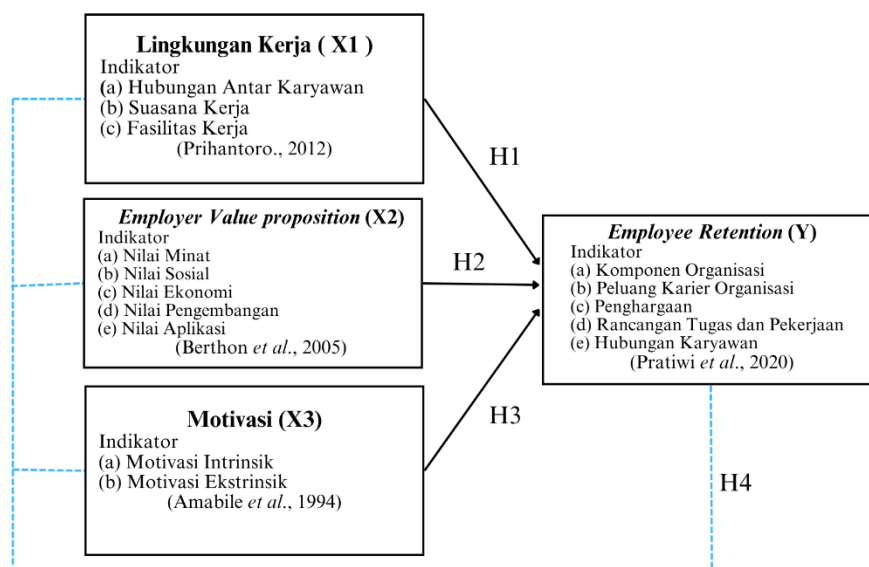 Lingkungan Kerja ( X1 )
Indikator
(a) Hubungan Antar Karyawan
(b) Suasana Kerja
(c) Fasilitas Kerja
(Prihantoro., 2012)
H1
Employer Value proposition (X2)
Indikator
(a) Nilai Minat
(b) Nilai Sosial
(c) Nilai Ekonomi
(d) Nilai Pengembangan
(e) Nilai Aplikasi
(Berthon et al., 2005)
H2
Employee Retention (Y)
Indikator
(a) Komponen Organisasi
(b) Peluang Karier Organisasi
(c) Penghargaan
(d) Rancangan Tugas dan Pekerjaan
(e) Hubungan Karyawan
(Pratiwi et al., 2020)
Motivasi (X3)
Indikator
(a) Motivasi Intrinsik
(b) Motivasi Ekstrinsik
(Amabile et al., 1994)
H3
H4